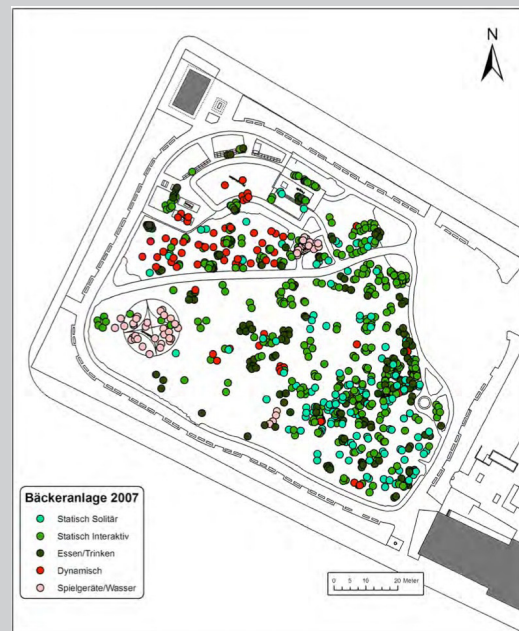 N
Bäckeranlage 2007
Statisch Solitär
Statisch Interaktiv
Essen/Trinken
Dynamisch
Spielgeräte/Wasser
0 5 10 20 Meter